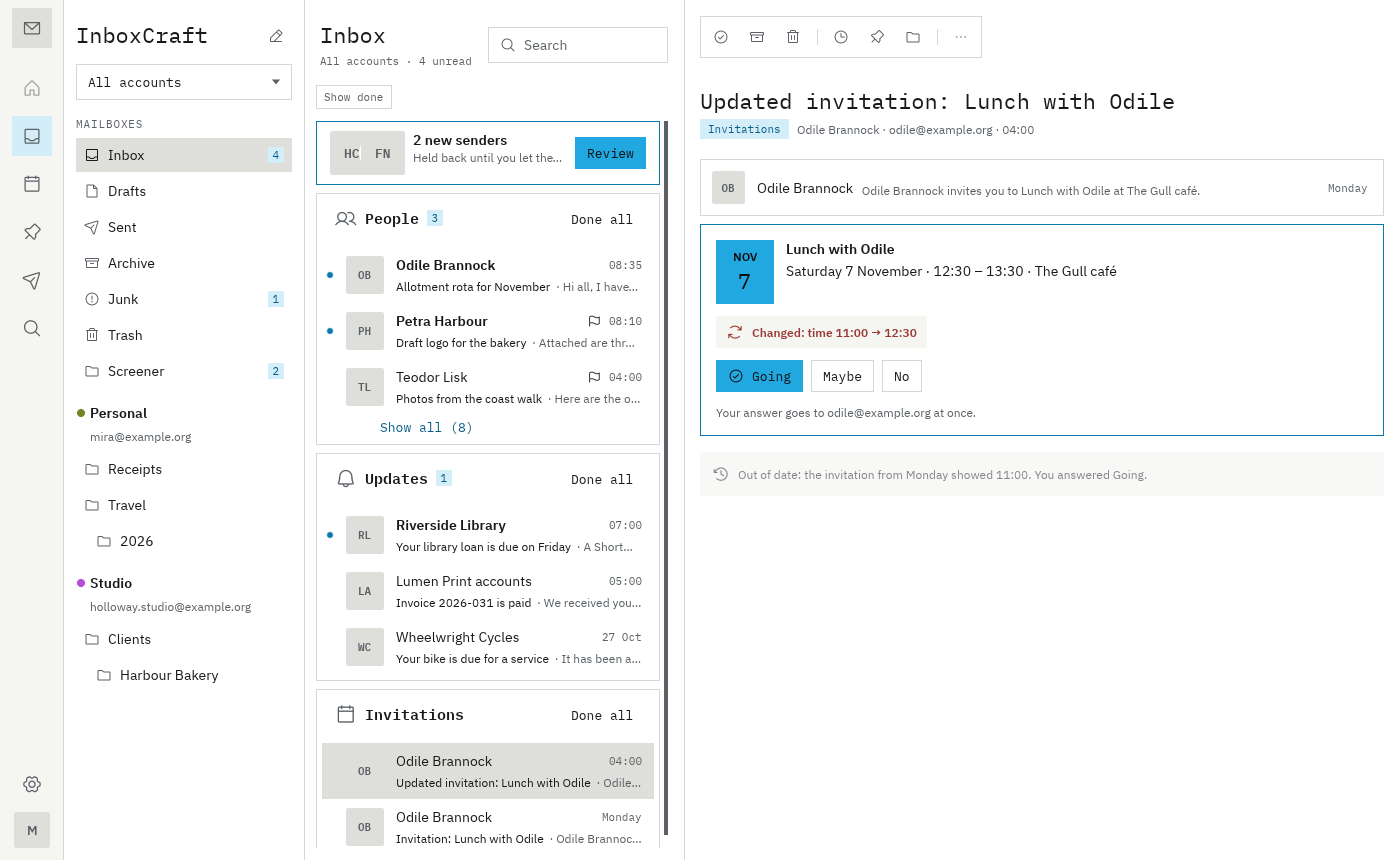 InboxCraft
All accounts
MAILBOXES
Inbox 4
Drafts
Sent
Archive
Junk 1
Trash
Screener 2
Personal
mira@example.org
Receipts
Travel
2026
Studio
holloway.studio@example.org
Clients
Harbour Bakery
M
Inbox
All accounts · 4 unread
Search
Show done
HC FN
2 new senders
Held back until you let the…
Review
People 3 Done all
OB Odile Brannock 08:35
Allotment rota for November · Hi all, I have…
PH Petra Harbour 08:10
Draft logo for the bakery · Attached are thr…
TL Teodor Lisk 04:00
Photos from the coast walk · Here are the o…
Show all (8)
Updates 1 Done all
RL Riverside Library 07:00
Your library loan is due on Friday · A Short…
LA Lumen Print accounts 05:00
Invoice 2026-031 is paid · We received you…
WC Wheelwright Cycles 27 Oct
Your bike is due for a service · It has been a…
Invitations Done all
OB Odile Brannock 04:00
Updated invitation: Lunch with Odile · Odile…
OB Odile Brannock Monday
Invitation: Lunch with Odile · Odile Brannoc…
Updated invitation: Lunch with Odile
Invitations Odile Brannock · odile@example.org · 04:00
OB Odile Brannock Odile Brannock invites you to Lunch with Odile at The Gull café. Monday
NOV
7
Lunch with Odile
Saturday 7 November · 12:30 – 13:30 · The Gull café
Changed: time 11:00 → 12:30
Going Maybe No
Your answer goes to odile@example.org at once.
Out of date: the invitation from Monday showed 11:00. You answered Going.